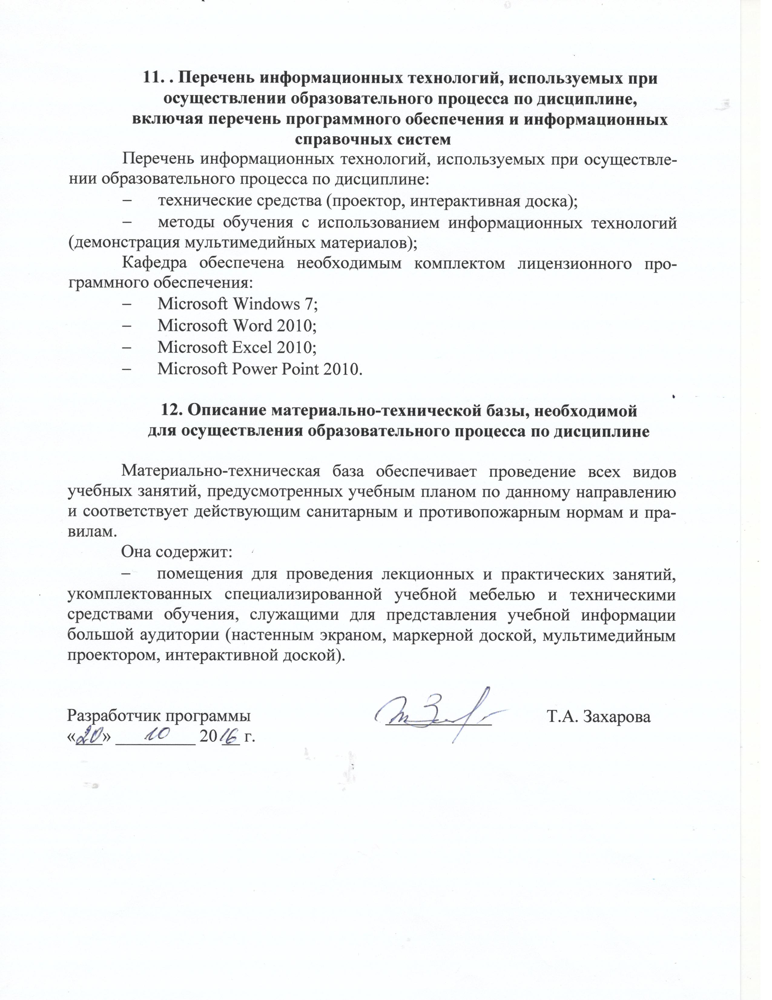 11. . Перечень информационных технологий, используемых при
осуществлении образовательного процесса по дисциплине,
включая перечень программного обеспечения и информационных
справочных систем
Перечень информационных технологий, используемых при осуществле-
нии образовательного процесса по дисциплине:
– технические средства (проектор, интерактивная доска);
– методы обучения с использованием информационных технологий
(демонстрация мультимедийных материалов);
Кафедра обеспечена необходимым комплектом лицензионного про-
граммного обеспечения:
– Microsoft Windows 7;
– Microsoft Word 2010;
– Microsoft Excel 2010;
– Microsoft Power Point 2010.
12. Описание материально-технической базы, необходимой
для осуществления образовательного процесса по дисциплине
Материально-техническая база обеспечивает проведение всех видов
учебных занятий, предусмотренных учебным планом по данному направлению
и соответствует действующим санитарным и противопожарным нормам и пра-
вилам.
Она содержит:
– помещения для проведения лекционных и практических занятий,
укомплектованных специализированной учебной мебелью и техническими
средствами обучения, служащими для представления учебной информации
большой аудитории (настенным экраном, маркерной доской, мультимедийным
проектором, интерактивной доской).
Разработчик программы Т.А. Захарова
«20» 10 2016 г.